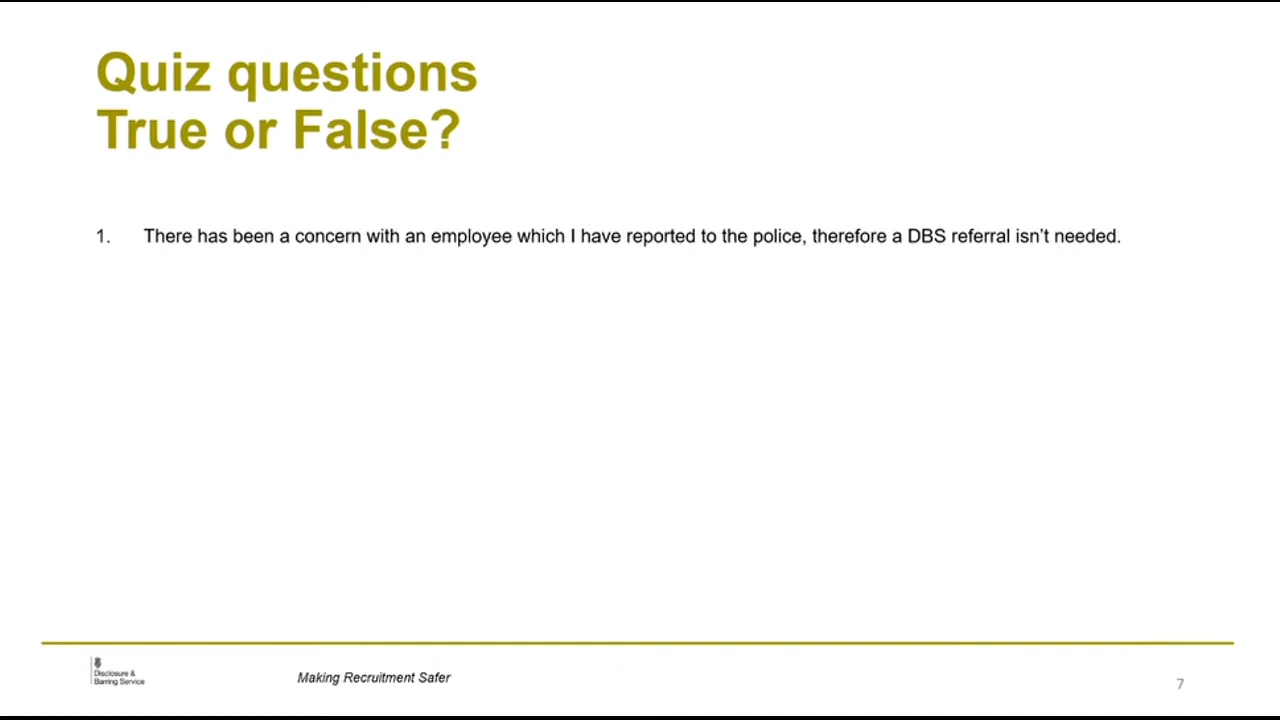 Quiz questions
True or False?
1. There has been a concern with an employee which I have reported to the police, therefore a DBS referral isn’t needed.
Disclosure &
Barring Service
Making Recruitment Safer
7